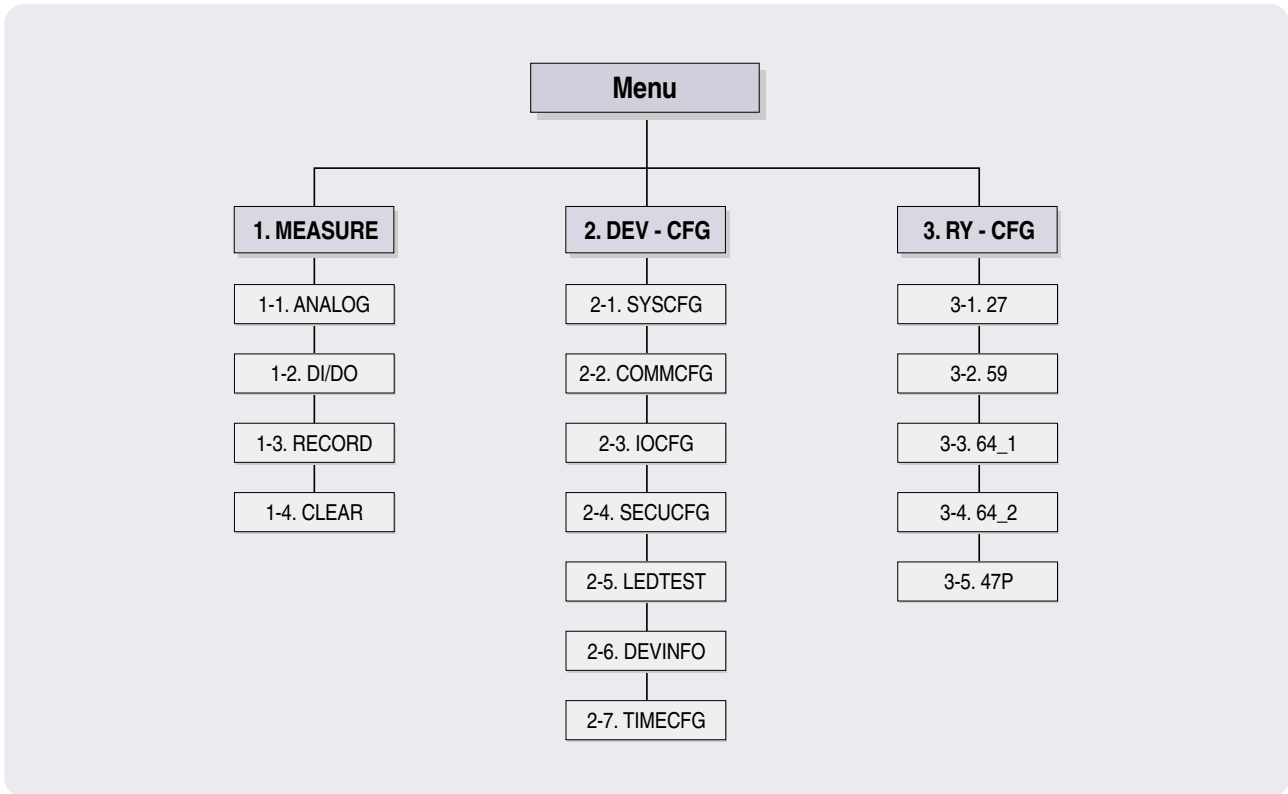 Menu
1. MEASURE
1-1. ANALOG
1-2. DI/DO
1-3. RECORD
1-4. CLEAR
2. DEV - CFG
2-1. SYSCFG
2-2. COMMCFG
2-3. IOCFG
2-4. SECUCFG
2-5. LEDTEST
2-6. DEVINFO
2-7. TIMECFG
3. RY - CFG
3-1. 27
3-2. 59
3-3. 64_1
3-4. 64_2
3-5. 47P